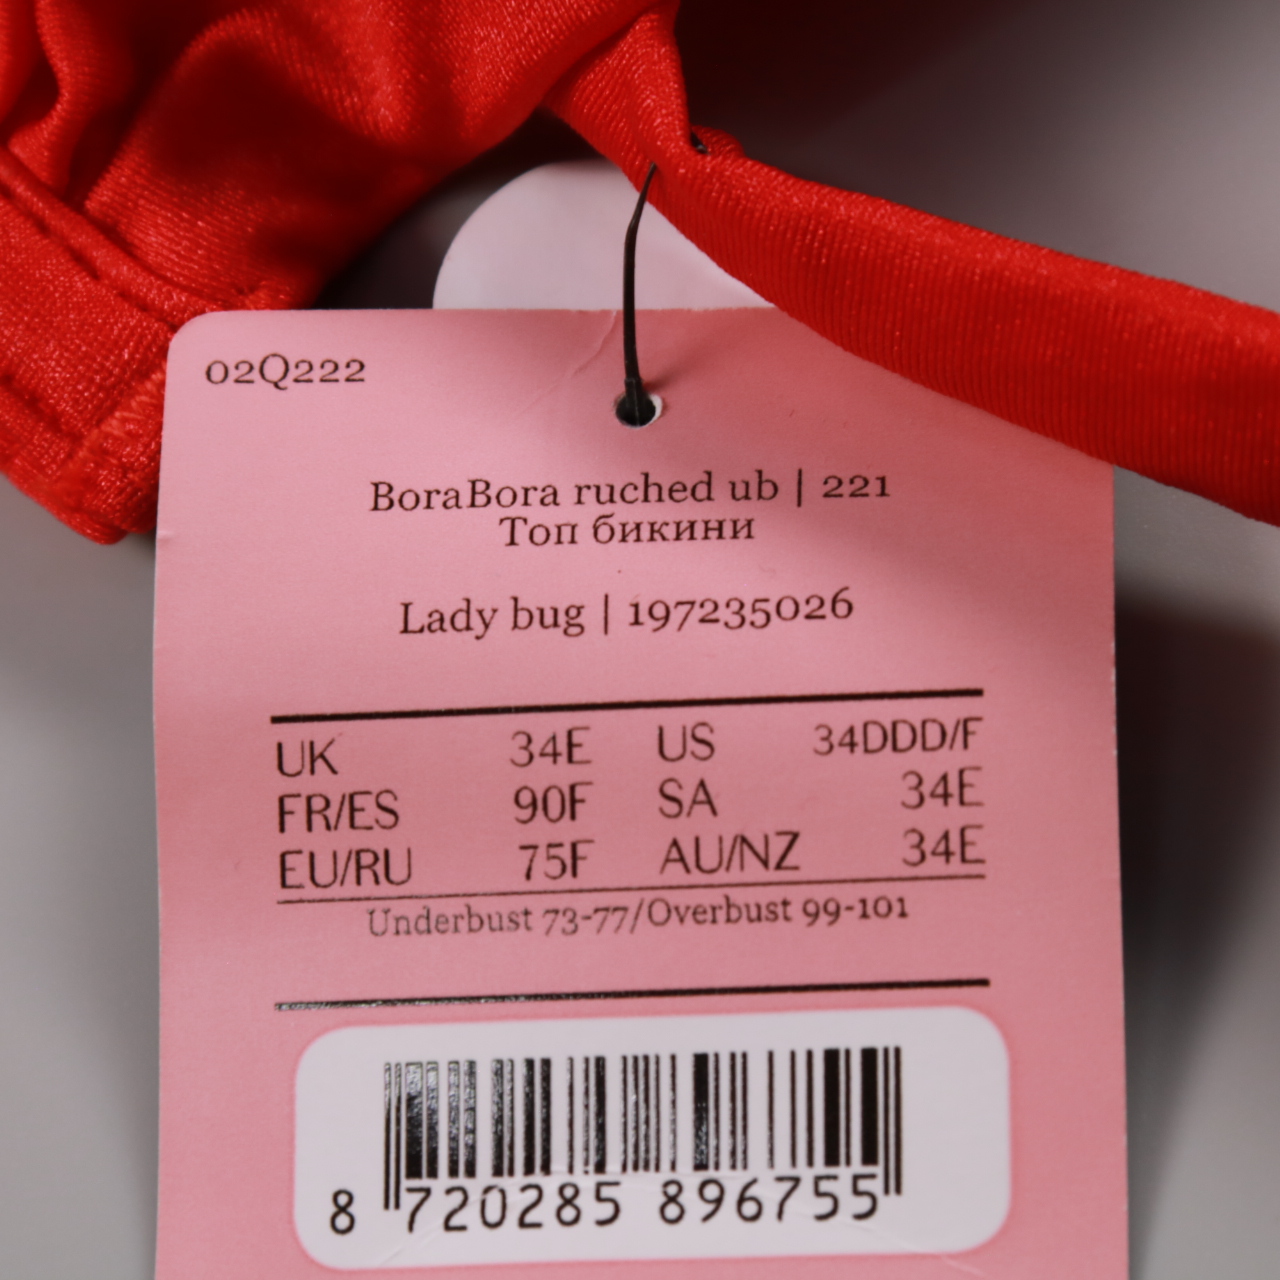 02Q222
BoraBora ruched ub | 221
Топ бикини
Lady bug | 197235026
UK 34E US 34DDD/F
FR/ES 90F SA 34E
EU/RU 75F AU/NZ 34E
Underbust 73-77/Overbust 99-101
8 720285 896755